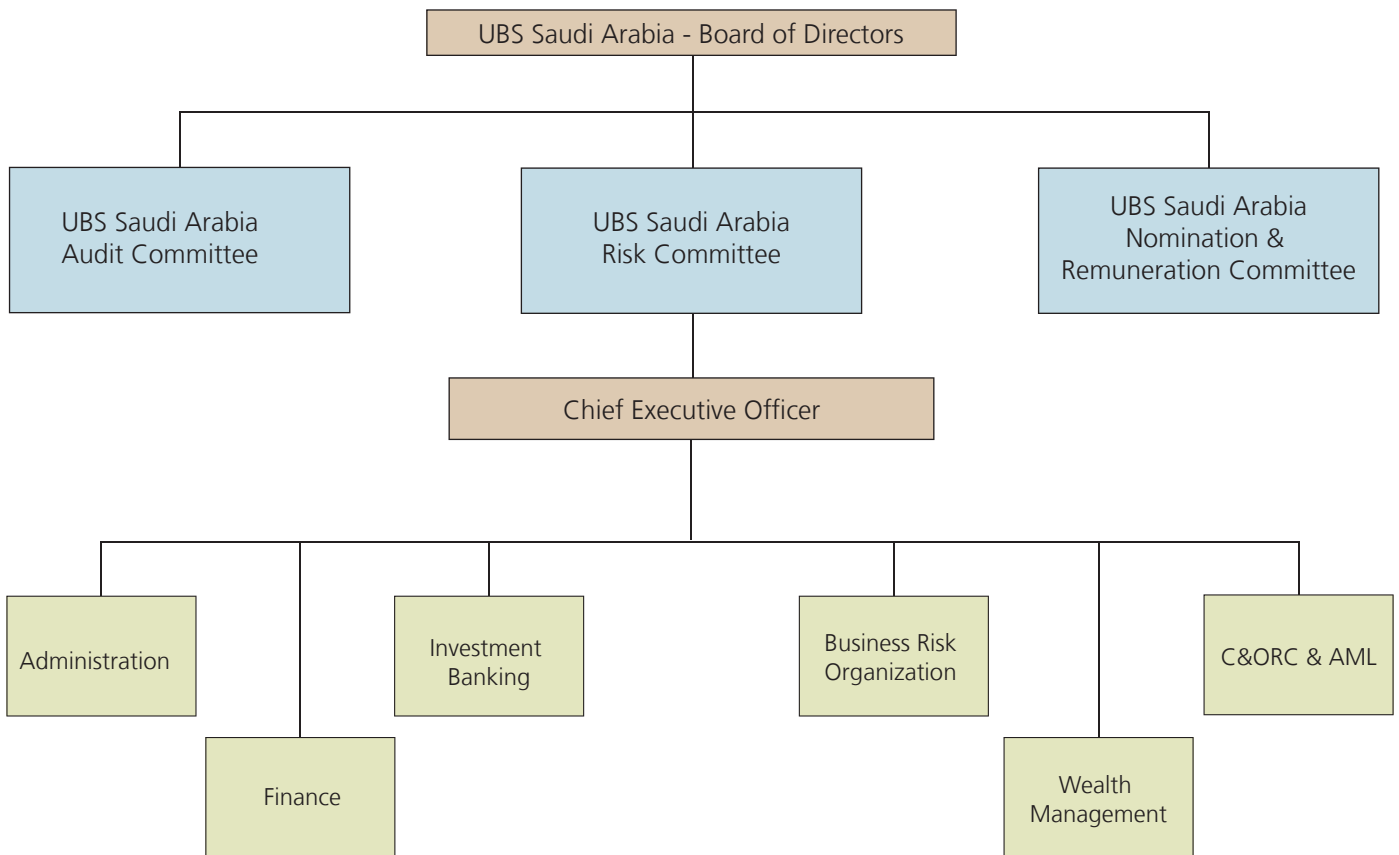 UBS Saudi Arabia - Board of Directors
UBS Saudi Arabia
Audit Committee
UBS Saudi Arabia
Risk Committee
UBS Saudi Arabia
Nomination &
Remuneration Committee
Chief Executive Officer
Administration
Finance
Investment
Banking
Business Risk
Organization
Wealth
Management
C&ORC & AML